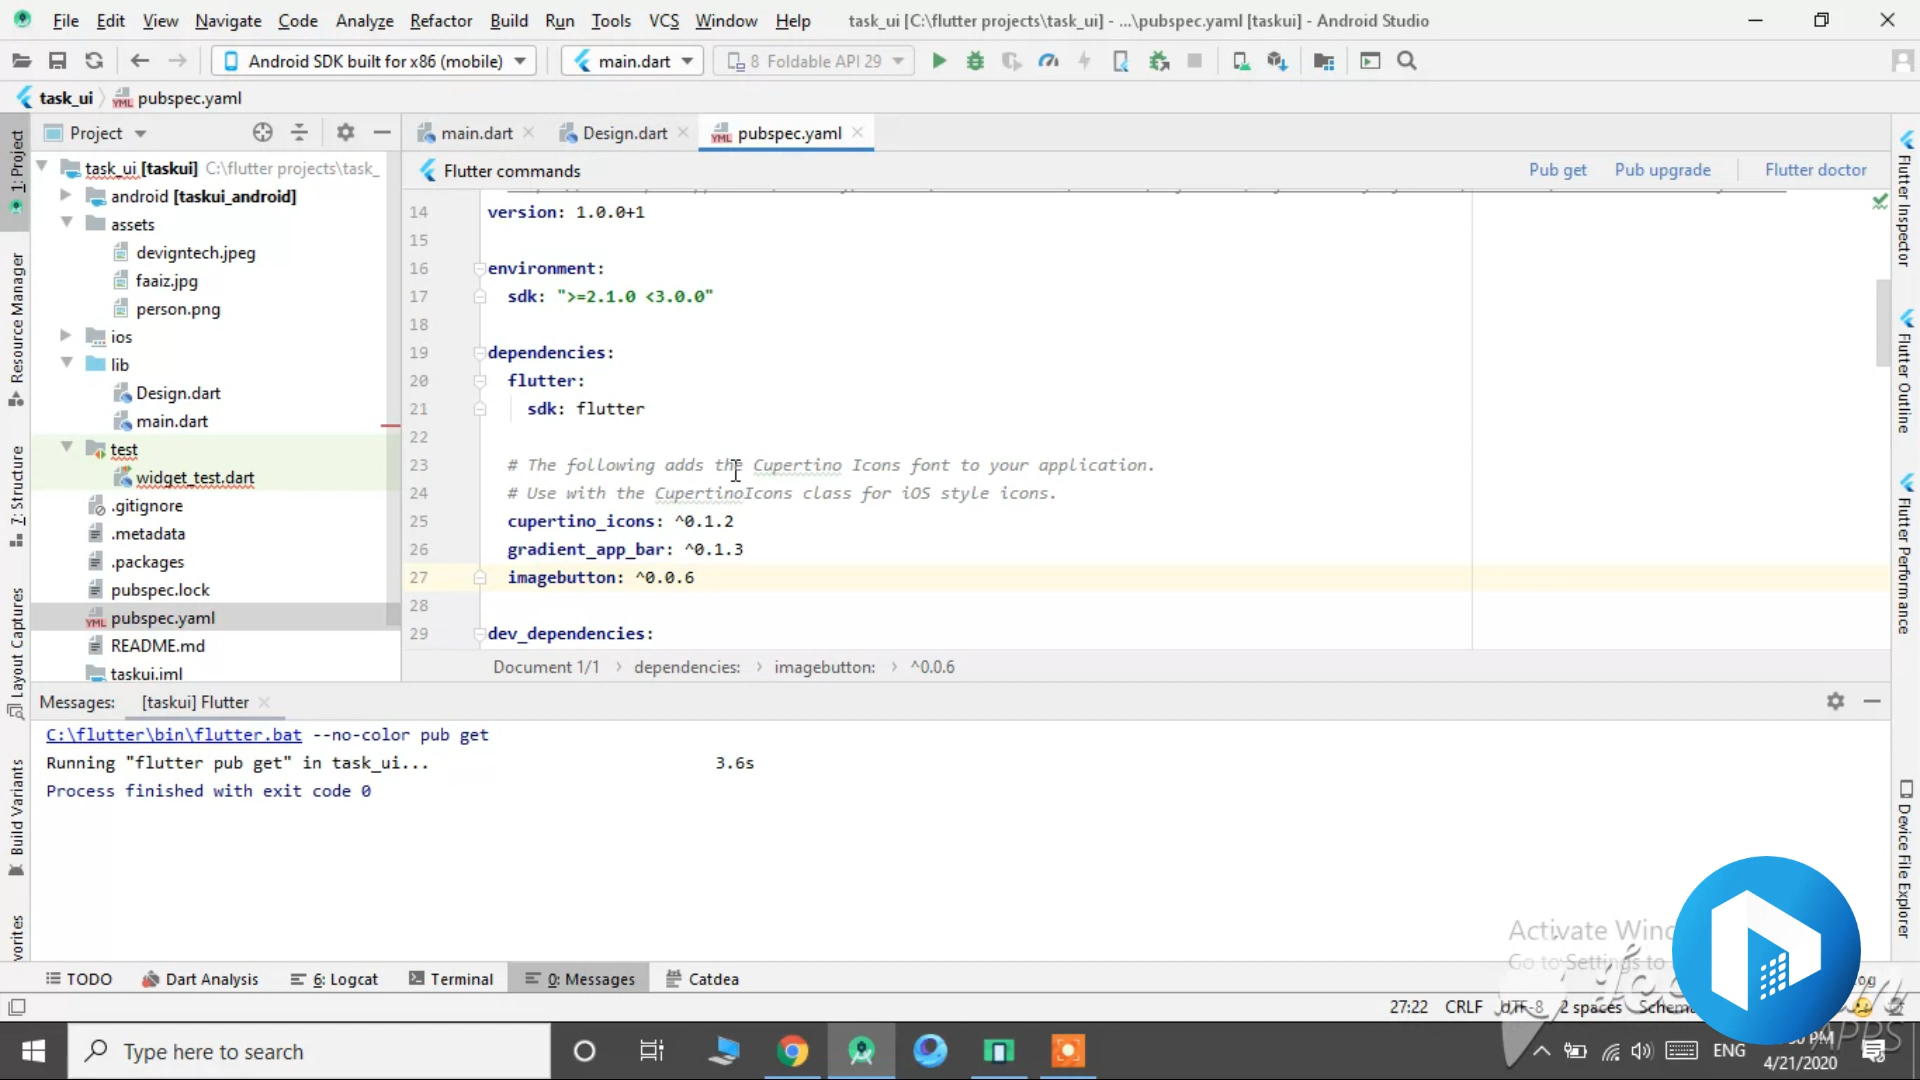 File Edit View Navigate Code Analyze Refactor Build Run Tools VCS Window Help task_ui [C:\flutter projects\task_ui] - ...\pubspec.yaml [taskui] - Android Studio
Android SDK built for x86 (mobile) main.dart 8 Foldable API 29
task_ui pubspec.yaml
Project
main.dart Design.dart pubspec.yaml
Flutter commands Pub get Pub upgrade Flutter doctor
task_ui [taskui] C:\flutter projects\task_
android [taskui_android]
assets
devigntech.jpeg
faaiz.jpg
person.png
ios
lib
Design.dart
main.dart
test
widget_test.dart
.gitignore
.metadata
.packages
pubspec.lock
pubspec.yaml
README.md
taskui.iml
14 version: 1.0.0+1
15
16 environment:
17 sdk: ">=2.1.0 <3.0.0"
18
19 dependencies:
20 flutter:
21 sdk: flutter
22
23 # The following adds the Cupertino Icons font to your application.
24 # Use with the CupertinoIcons class for iOS style icons.
25 cupertino_icons: ^0.1.2
26 gradient_app_bar: ^0.1.3
27 imagebutton: ^0.0.6
28
29 dev_dependencies:
Document 1/1 › dependencies: › imagebutton: › ^0.0.6
1: Project
Resource Manager
7: Structure
Layout Captures
Build Variants
Flutter Inspector
Flutter Outline
Flutter Performance
Device File Explorer
Messages: [taskui] Flutter
C:\flutter\bin\flutter.bat --no-color pub get
Running "flutter pub get" in task_ui... 3.6s
Process finished with exit code 0
Activate Win
Go to Settings to
TODO Dart Analysis 6: Logcat Terminal 0: Messages Catdea
27:22 CRLF UTF-8 2 spaces
Type here to search
ENG PM
4/21/2020
APPS